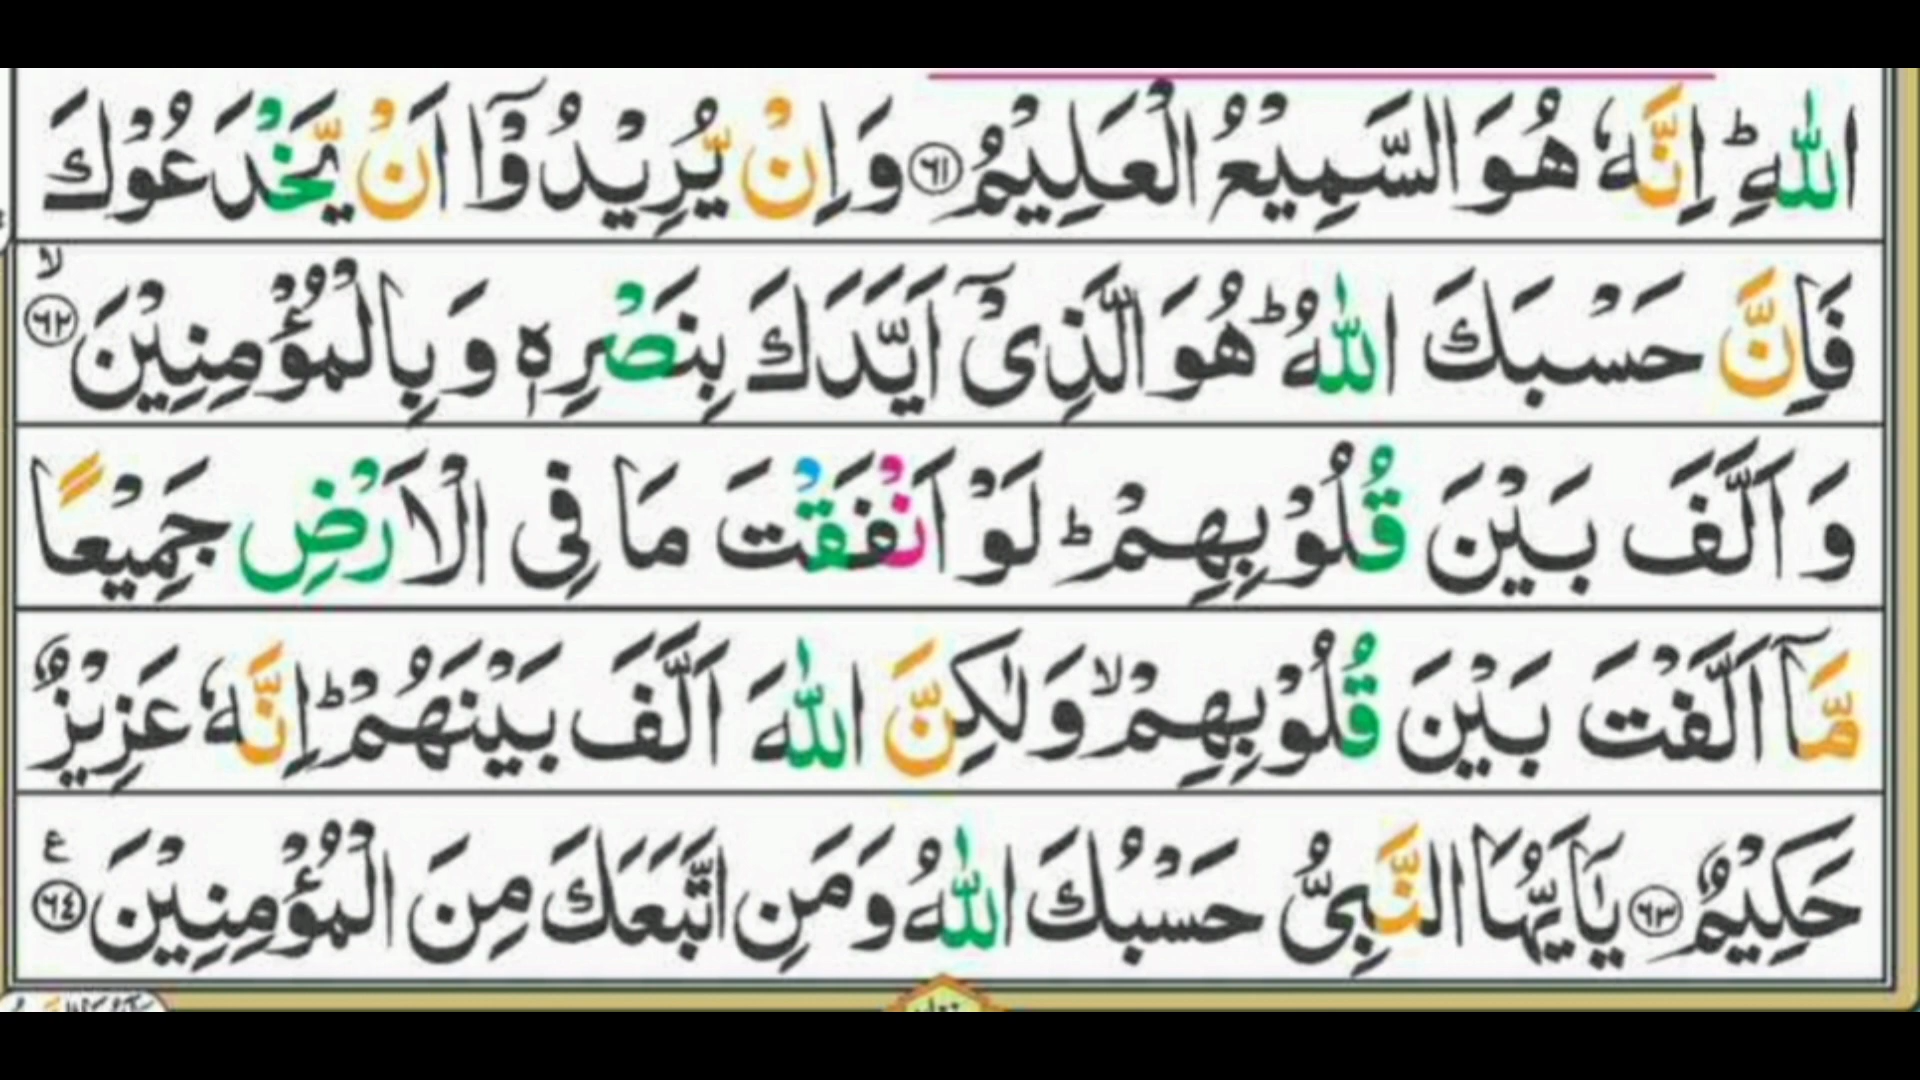 اللّٰهِ ؕ اِنَّهٗ هُوَ السَّمِيْعُ الْعَلِيْمُ ﴿٦١﴾ وَاِنْ يُّرِيْدُوْۤا اَنْ يَّخْدَعُوْكَ
فَاِنَّ حَسْبَكَ اللّٰهُ ؕ هُوَ الَّذِىْۤ اَيَّدَكَ بِنَصْرِهٖ وَبِالْمُؤْمِنِيْنَ ۙ ﴿٦٢﴾
وَاَلَّفَ بَيْنَ قُلُوْبِهِمْ ؕ لَوْ اَنْفَقْتَ مَا فِى الْاَرْضِ جَمِيْعًا
مَّاۤ اَلَّفْتَ بَيْنَ قُلُوْبِهِمْ ۙ وَلٰكِنَّ اللّٰهَ اَلَّفَ بَيْنَهُمْ ؕ اِنَّهٗ عَزِيْزٌ
حَكِيْمٌ ﴿٦٣﴾ يٰۤاَيُّهَا النَّبِىُّ حَسْبُكَ اللّٰهُ وَمَنِ اتَّبَعَكَ مِنَ الْمُؤْمِنِيْنَ ﴿٦٤﴾ ع